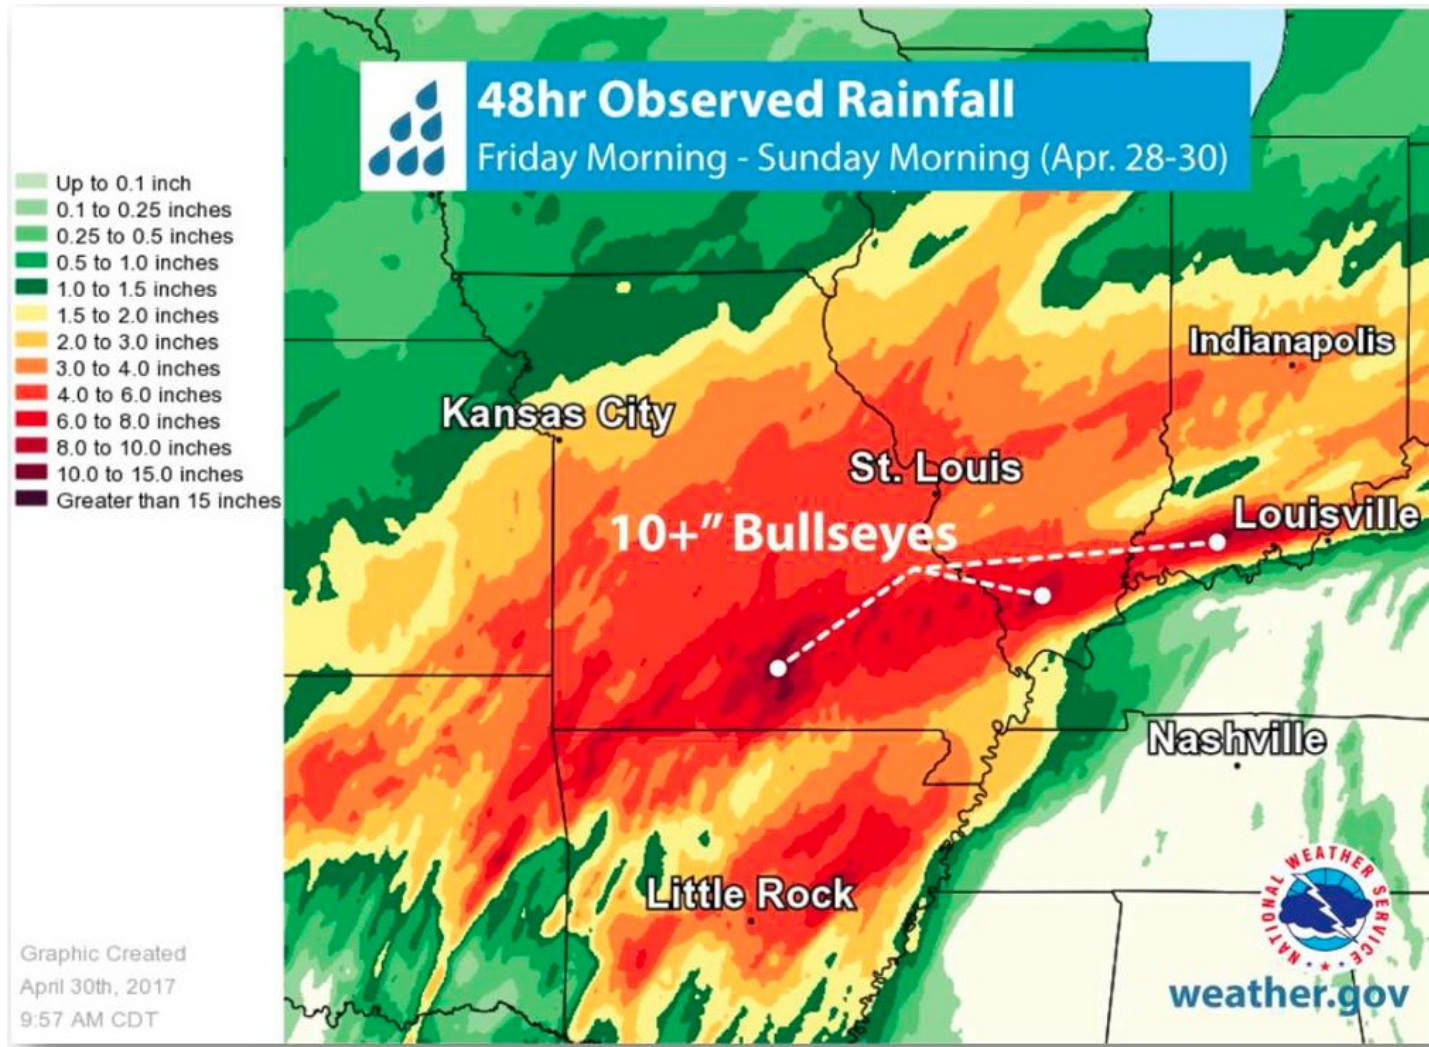 48hr Observed Rainfall
Friday Morning - Sunday Morning (Apr. 28-30)
Up to 0.1 inch
0.1 to 0.25 inches
0.25 to 0.5 inches
0.5 to 1.0 inches
1.0 to 1.5 inches
1.5 to 2.0 inches
2.0 to 3.0 inches
3.0 to 4.0 inches
4.0 to 6.0 inches
6.0 to 8.0 inches
8.0 to 10.0 inches
10.0 to 15.0 inches
Greater than 15 inches
Indianapolis
Kansas City
St. Louis
Louisville
10+” Bullseyes
Nashville
Little Rock
NATIONAL WEATHER SERVICE
weather.gov
Graphic Created
April 30th, 2017
9:57 AM CDT